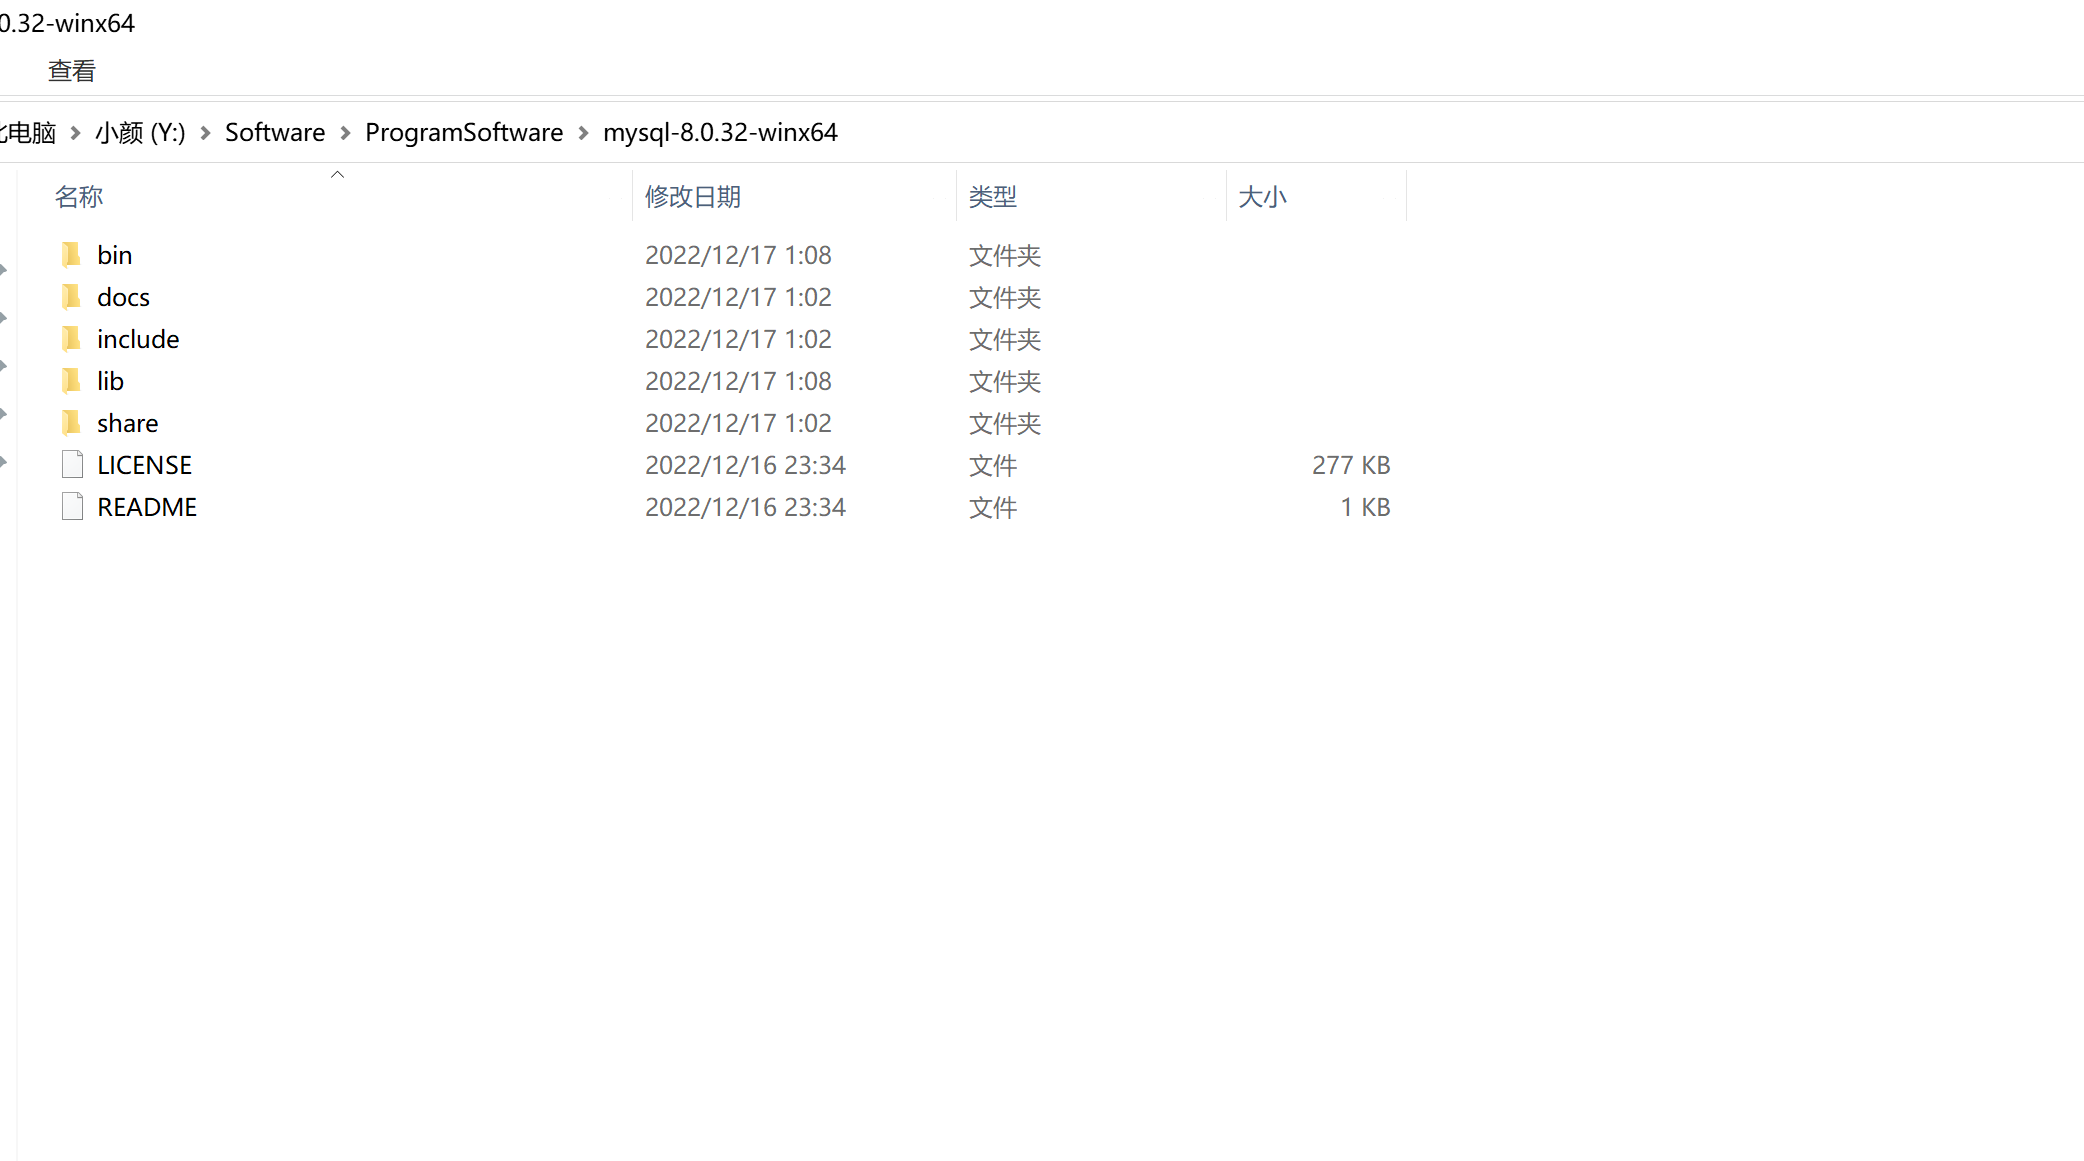 0.32-winx64
查看
此电脑 小颜 (Y:) Software ProgramSoftware mysql-8.0.32-winx64
名称 修改日期 类型 大小
bin 2022/12/17 1:08 文件夹
docs 2022/12/17 1:02 文件夹
include 2022/12/17 1:02 文件夹
lib 2022/12/17 1:08 文件夹
share 2022/12/17 1:02 文件夹
LICENSE 2022/12/16 23:34 文件 277 KB
README 2022/12/16 23:34 文件 1 KB